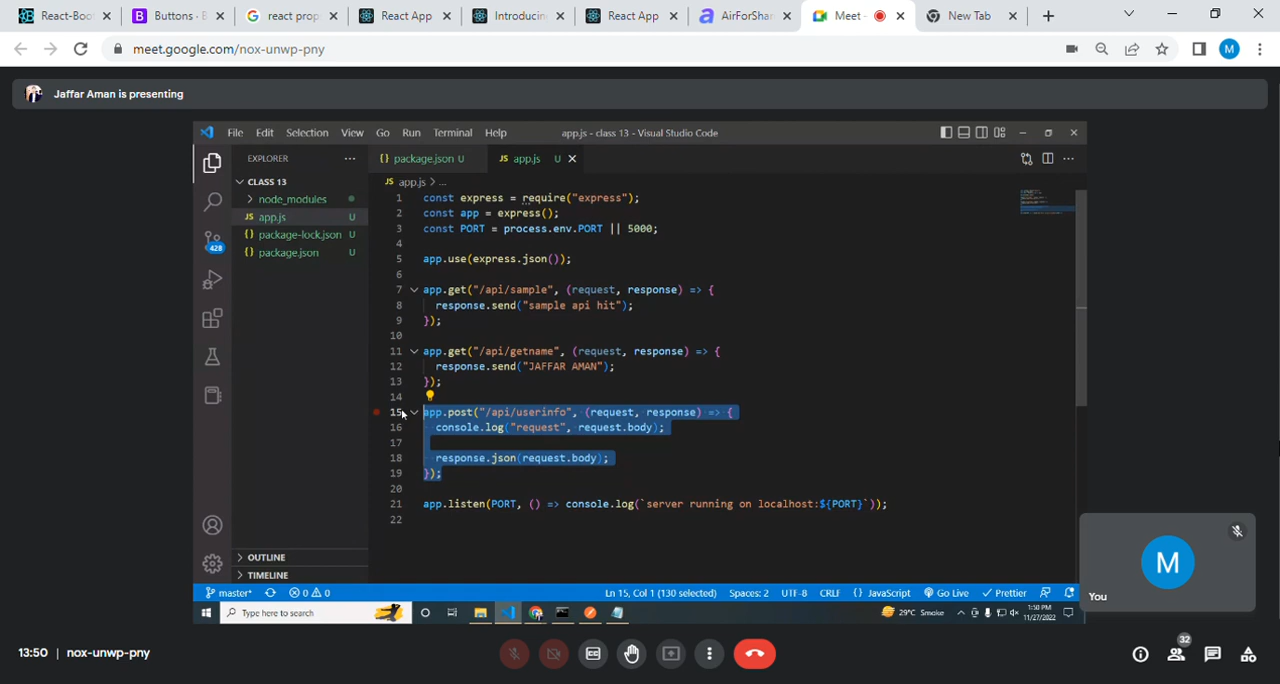 React-Boot
Buttons · B
react prop
React App
Introducin
React App
AirForShar
Meet -
New Tab
meet.google.com/nox-unwp-pny
M
Jaffar Aman is presenting
File Edit Selection View Go Run Terminal Help
app.js - class 13 - Visual Studio Code
EXPLORER
{} package.json U
JS app.js U
CLASS 13
JS app.js > ...
node_modules
JS app.js U
{} package-lock.json U
{} package.json U
428
1 const express = require("express");
2 const app = express();
3 const PORT = process.env.PORT || 5000;
4
5 app.use(express.json());
6
7 app.get("/api/sample", (request, response) => {
8 response.send("sample api hit");
9 });
10
11 app.get("/api/getname", (request, response) => {
12 response.send("JAFFAR AMAN");
13 });
14
15 app.post("/api/userinfo", (request, response) => {
16 console.log("request", request.body);
17
18 response.json(request.body);
19 });
20
21 app.listen(PORT, () => console.log(`server running on localhost:${PORT}`));
22
OUTLINE
TIMELINE
master* 0 0 Ln 15, Col 1 (130 selected) Spaces: 2 UTF-8 CRLF {} JavaScript Go Live Prettier
Type here to search
29°C Smoke
1:50 PM
11/27/2022
M
You
13:50 | nox-unwp-pny
32